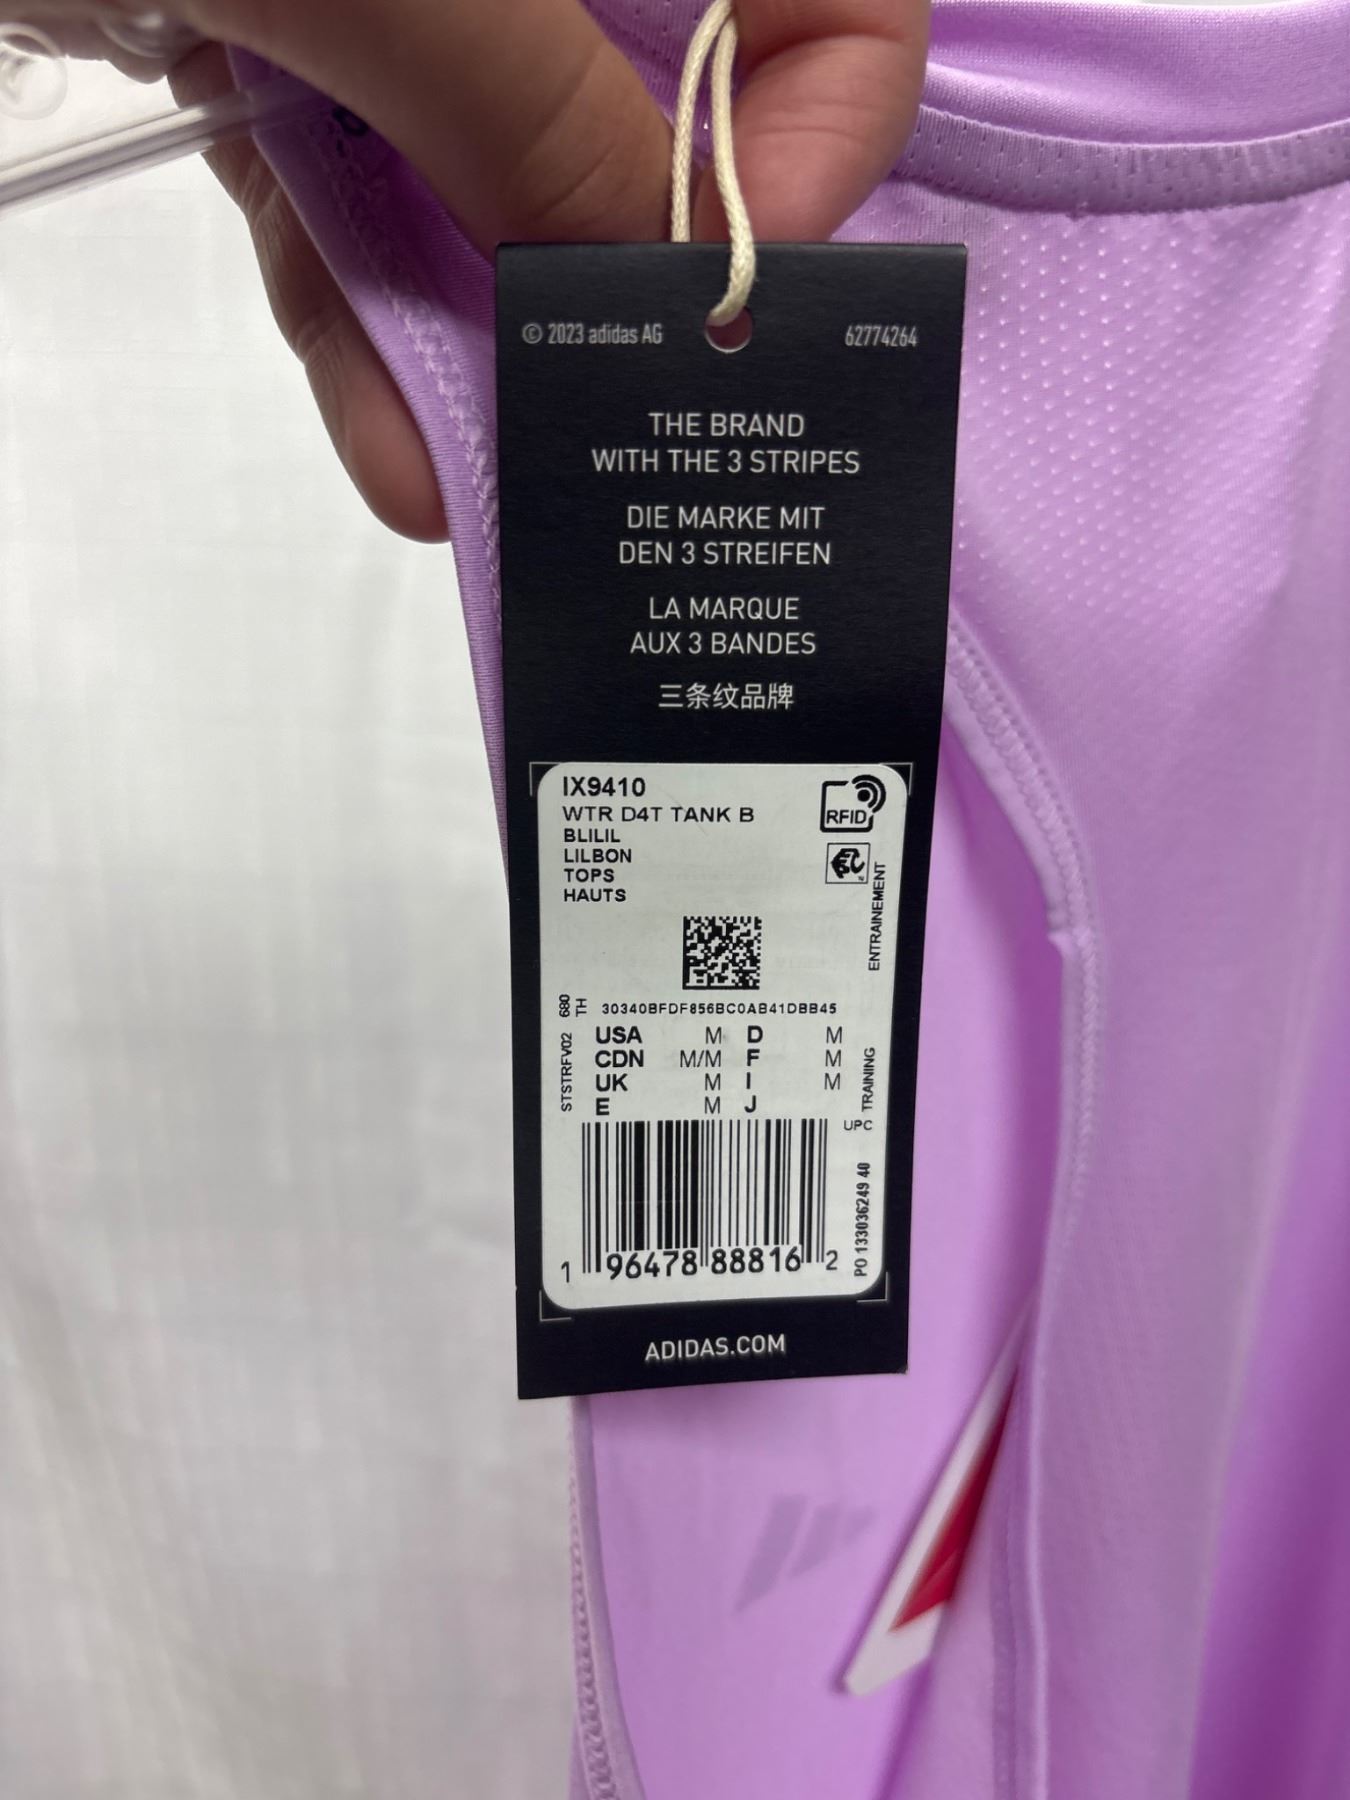 © 2023 adidas AG
62774264
THE BRAND
WITH THE 3 STRIPES
DIE MARKE MIT
DEN 3 STREIFEN
LA MARQUE
AUX 3 BANDES
三条纹品牌
IX9410
WTR D4T TANK B
BLILIL
LILBON
TOPS
HAUTS
RFID
ENTRAINEMENT
680
TH
30340BFDF856BC0AB41DBB45
STSTRFV02
USA M D M
CDN M/M F M
UK M I M
E M J
TRAINING
UPC
PO 133036249 40
1 96478 88816 2
ADIDAS.COM